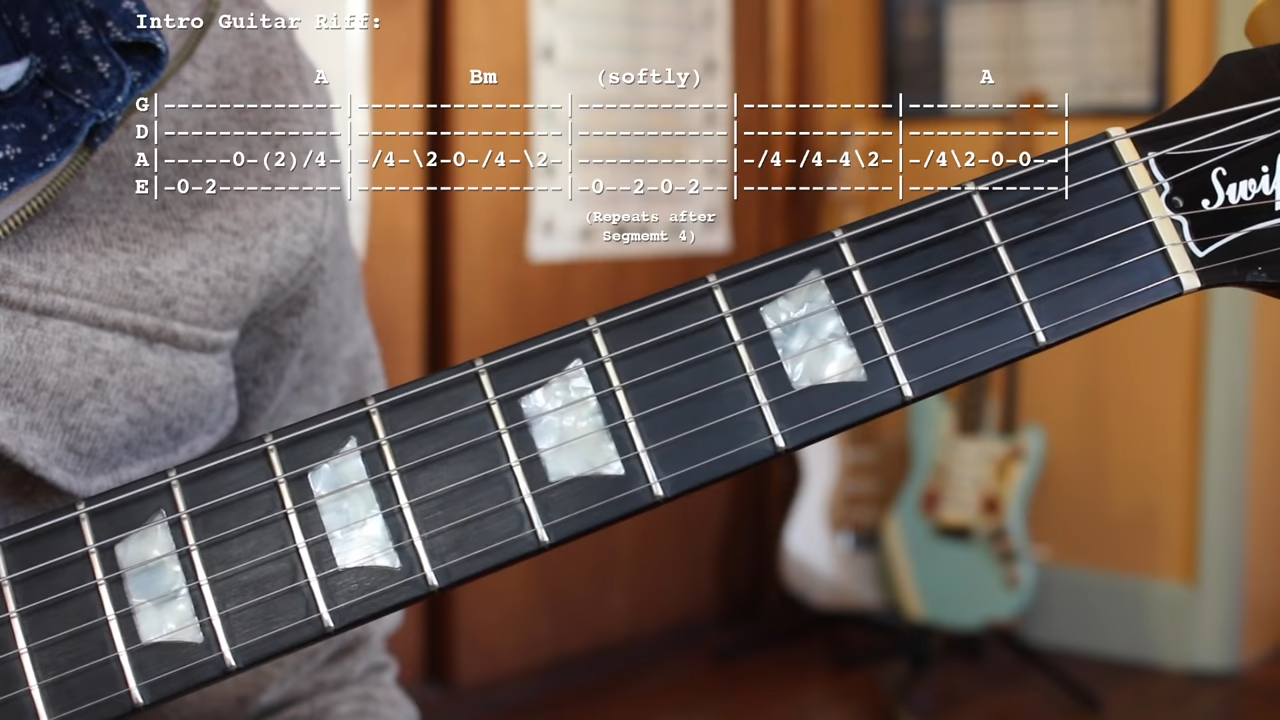 Intro Guitar Riff:
A Bm (softly) A
G|-------------|---------------|-----------|-----------|-----------|
D|-------------|---------------|-----------|-----------|-----------|
A|-----0-(2)/4-|-/4-\2-0-/4-\2-|-----------|-/4-/4-4\2-|-/4\2-0-0--|
E|-0-2---------|---------------|-0--2-0-2--|-----------|-----------|
(Repeats after
Segmemt 4)